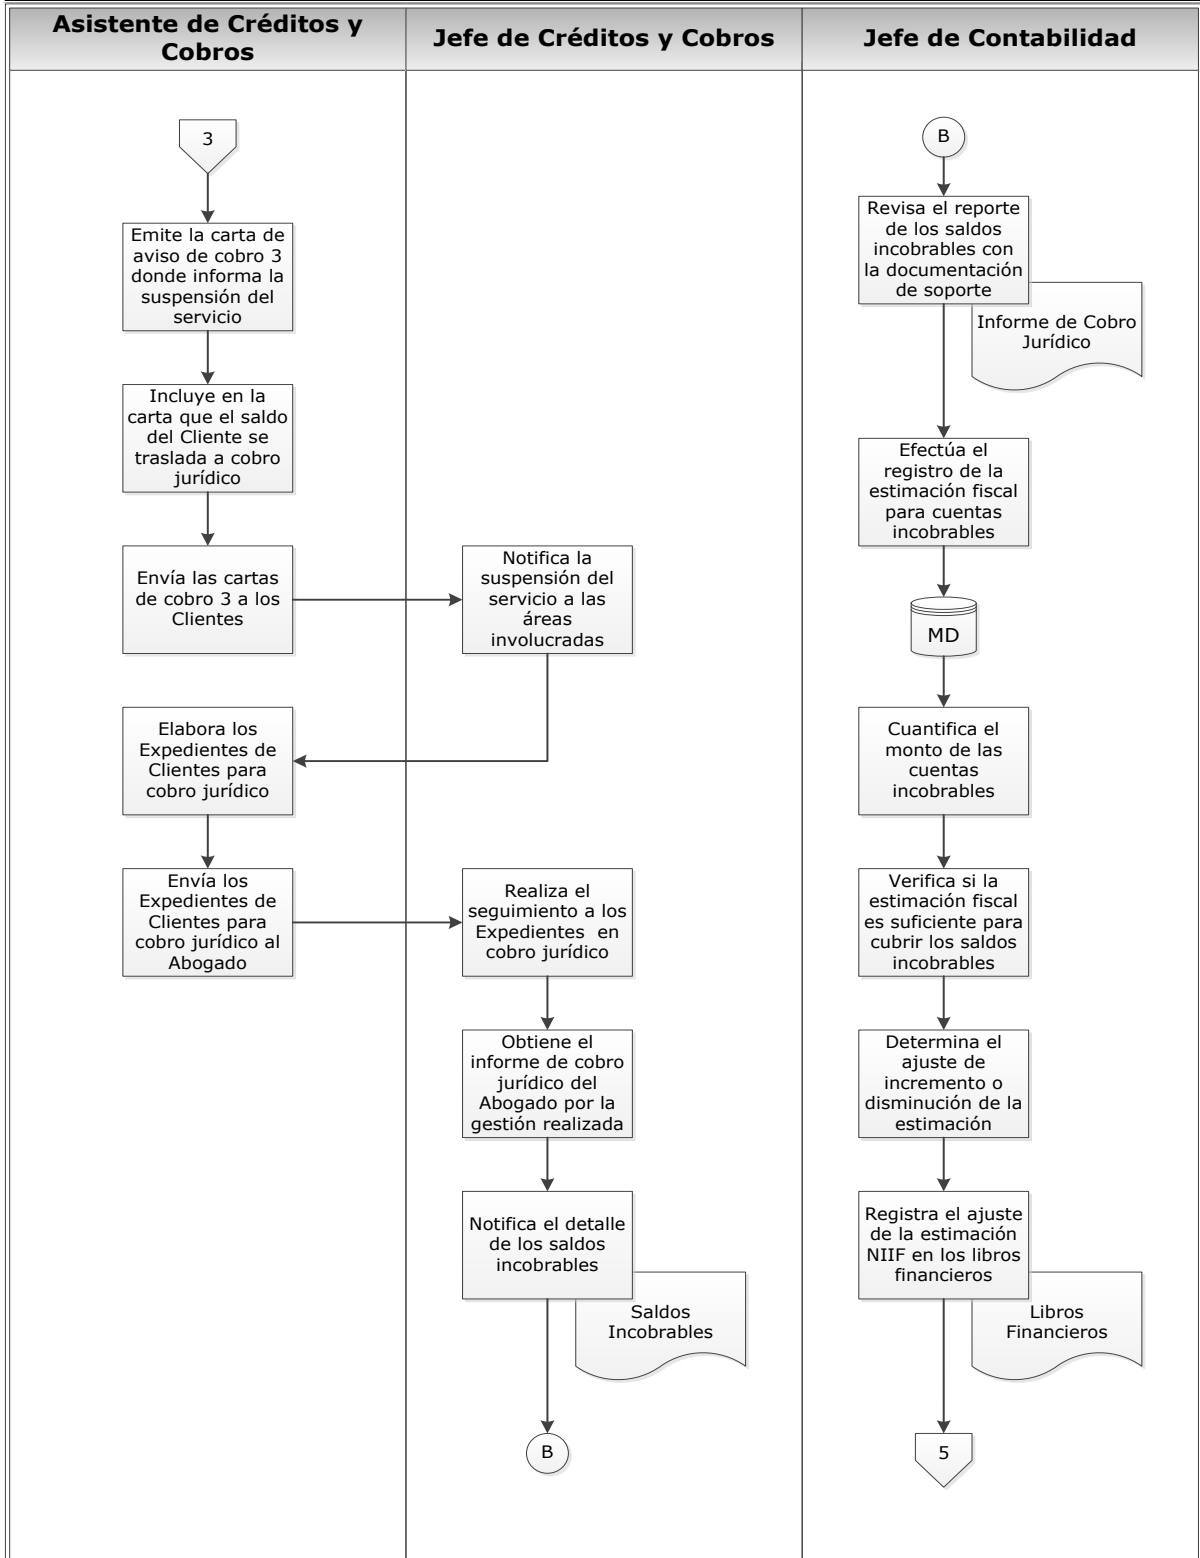 Asistente de Créditos y
Cobros
Jefe de Créditos y Cobros
Jefe de Contabilidad
3
Emite la carta de
aviso de cobro 3
donde informa la
suspensión del
servicio
Incluye en la
carta que el saldo
del Cliente se
traslada a cobro
jurídico
Envía las cartas
de cobro 3 a los
Clientes
Notifica la
suspensión del
servicio a las
áreas
involucradas
Elabora los
Expedientes de
Clientes para
cobro jurídico
Envía los
Expedientes de
Clientes para
cobro jurídico al
Abogado
Realiza el
seguimiento a los
Expedientes en
cobro jurídico
Obtiene el
informe de cobro
jurídico del
Abogado por la
gestión realizada
Notifica el detalle
de los saldos
incobrables
Saldos
Incobrables
B
B
Revisa el reporte
de los saldos
incobrables con
la documentación
de soporte
Informe de Cobro
Jurídico
Efectúa el
registro de la
estimación fiscal
para cuentas
incobrables
MD
Cuantifica el
monto de las
cuentas
incobrables
Verifica si la
estimación fiscal
es suficiente para
cubrir los saldos
incobrables
Determina el
ajuste de
incremento o
disminución de la
estimación
Registra el ajuste
de la estimación
NIIF en los libros
financieros
Libros
Financieros
5